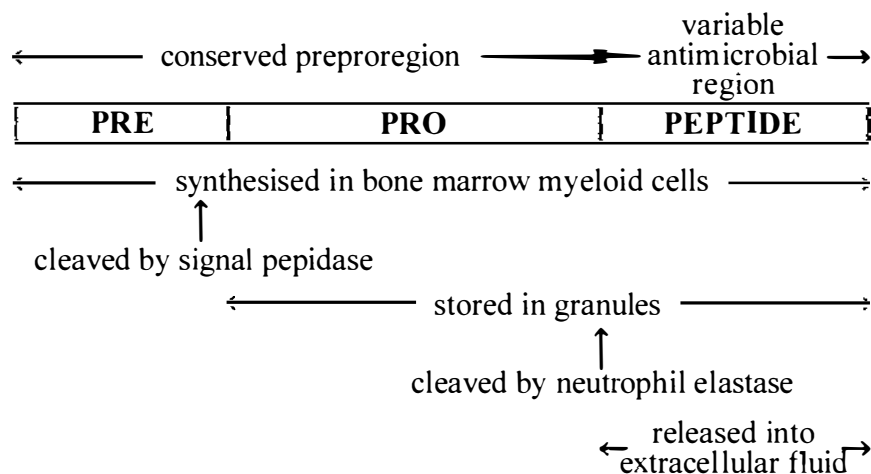 variable
conserved preproregion
antimicrobial
region
PRE PRO PEPTIDE
synthesised in bone marrow myeloid cells
cleaved by signal pepidase
stored in granules
cleaved by neutrophil elastase
released into
extracellular fluid